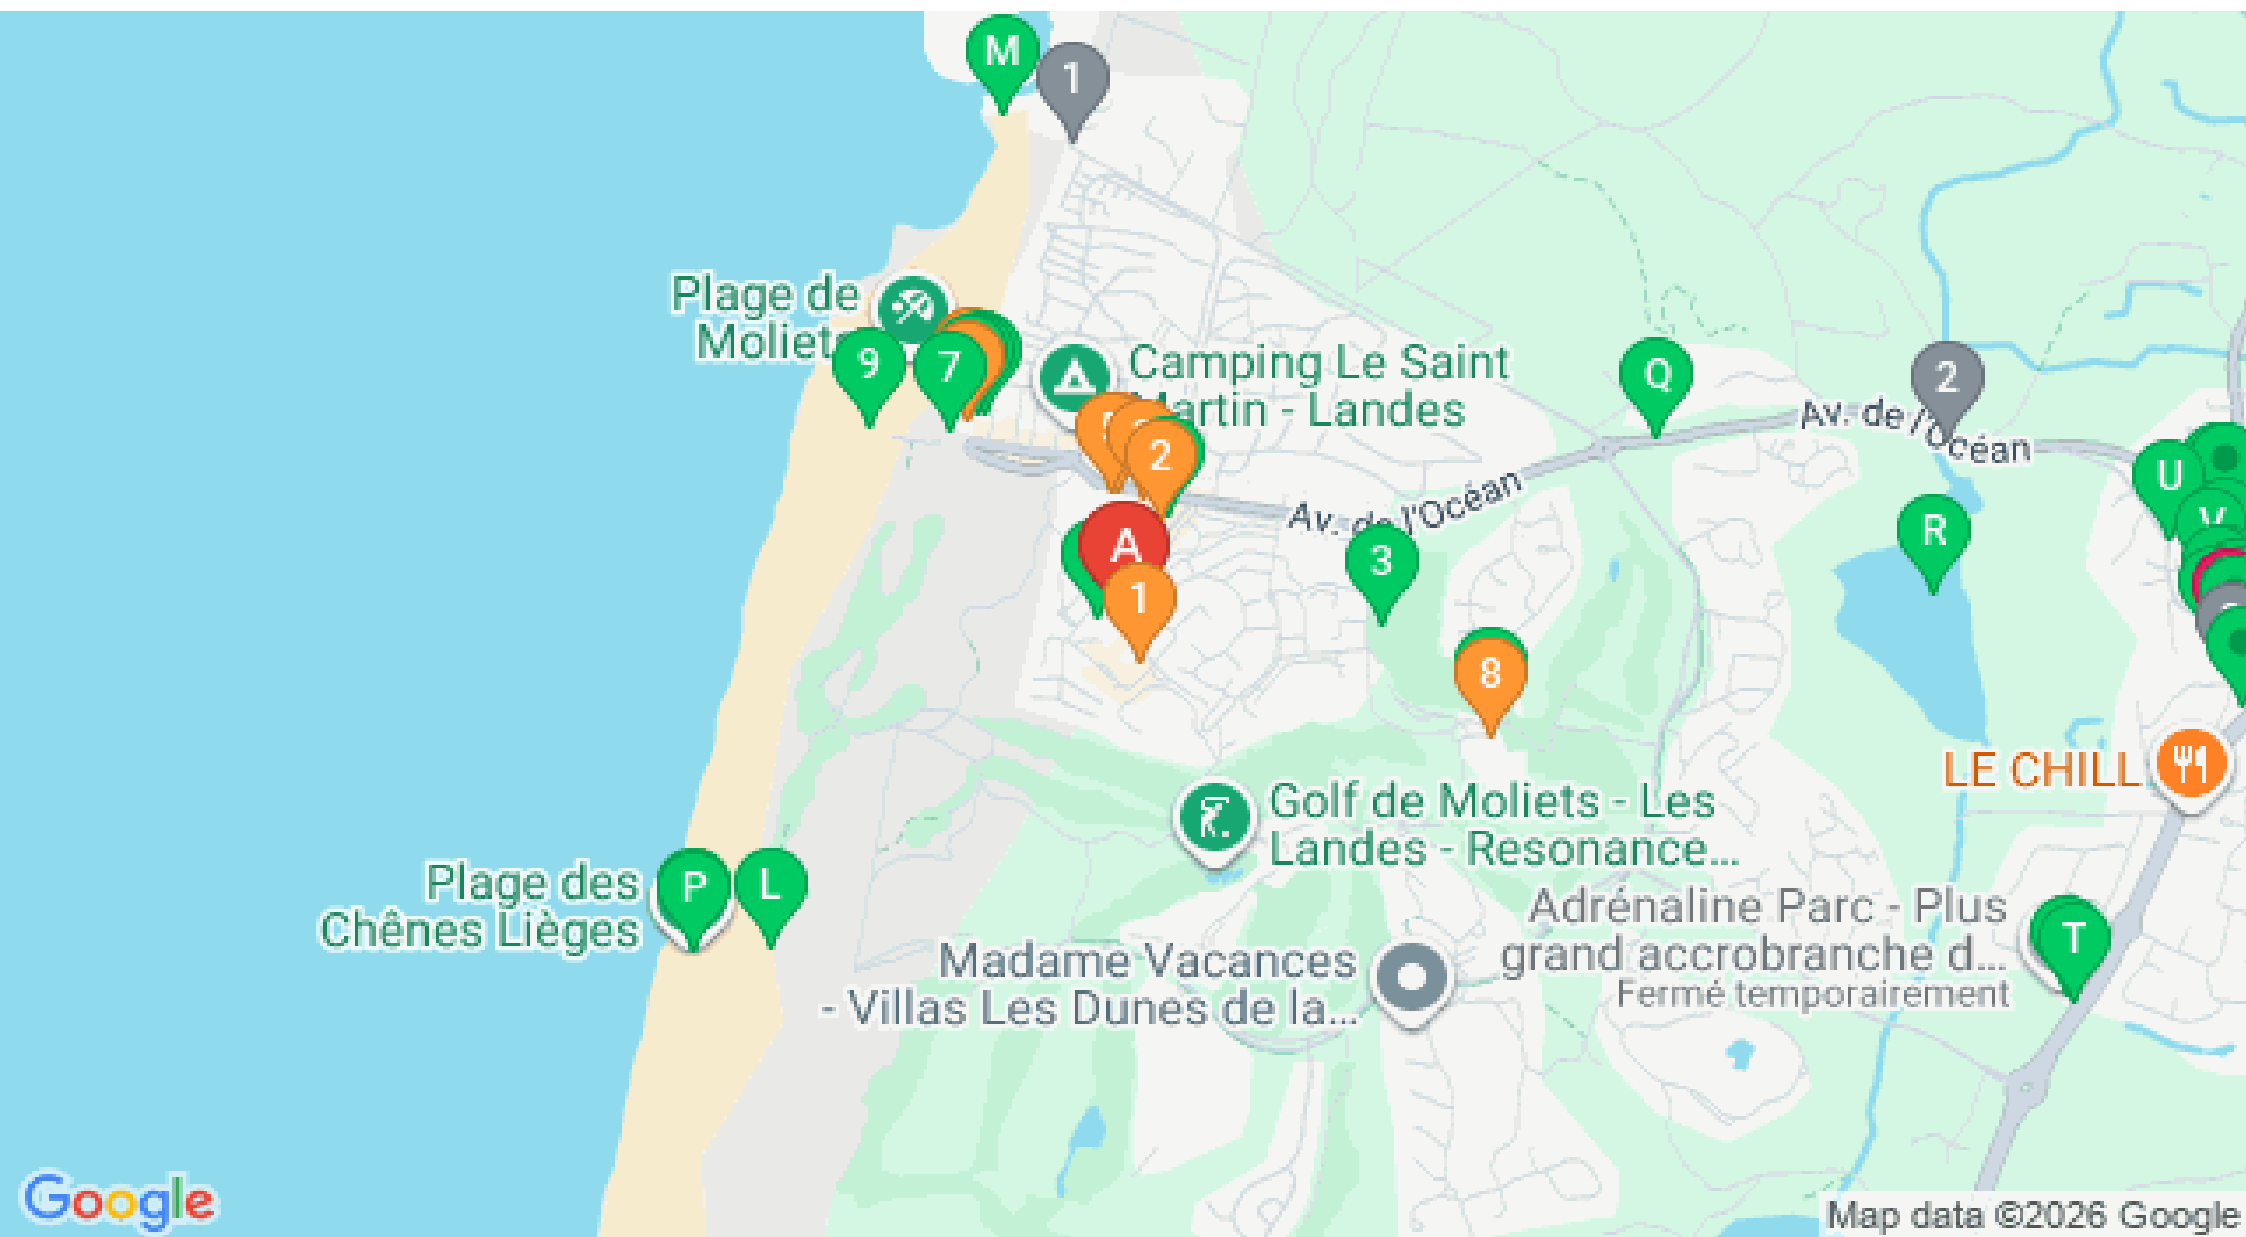 M
1
Plage de
Moliets
9
7
Camping Le Saint
Martin - Landes
2
Q
2
Av. de l'Océan
U
V
Av. de l'Océan
A
3
R
1
8
LE CHILL
Golf de Moliets - Les
Landes - Resonance...
Plage des
Chênes Lièges
P
L
Adrénaline Parc - Plus
grand accrobranche d...
Fermé temporairement
T
Madame Vacances
- Villas Les Dunes de la...
Google
Map data ©2026 Google